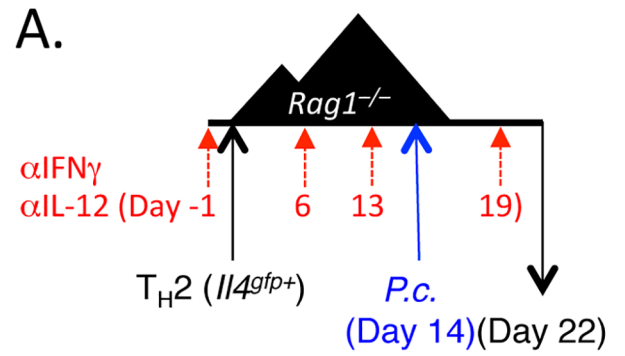 A.
Rag1–/–
αIFNγ
αIL-12 (Day -1 6 13 19)
TH2 (Il4gfp+) P.c.
(Day 14)(Day 22)